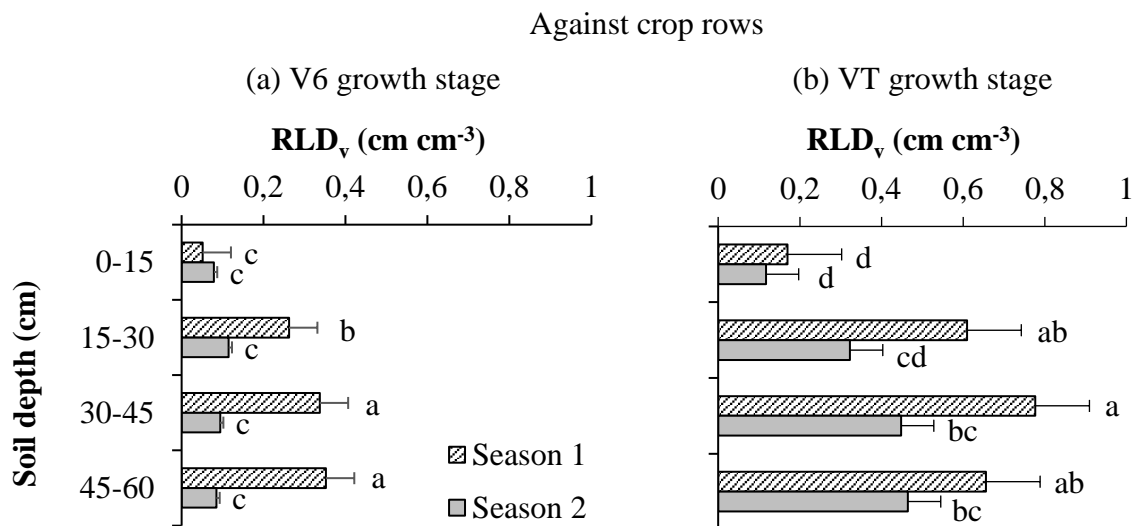 Against crop rows
(a) V6 growth stage
(b) VT growth stage
RLDv (cm cm-3)
RLDv (cm cm-3)
0 0,2 0,4 0,6 0,8 1
0 0,2 0,4 0,6 0,8 1
Soil depth (cm)
0-15
c
c
d
d
15-30
b
c
ab
cd
30-45
a
c
a
bc
45-60
a
c
ab
bc
Season 1
Season 2